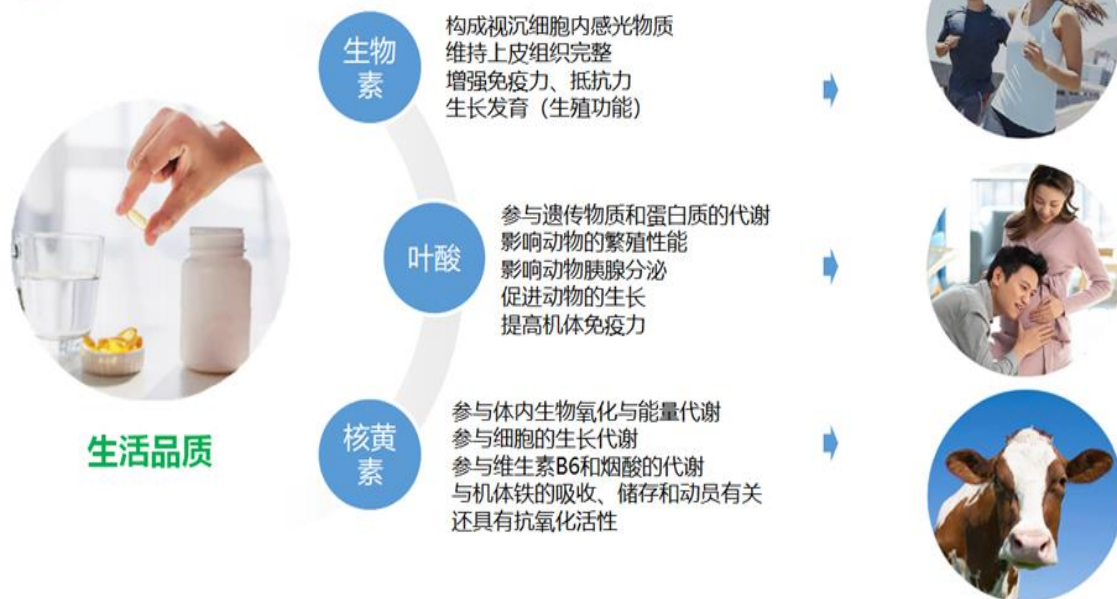 生物
素
构成视沉细胞内感光物质
维持上皮组织完整
增强免疫力、抵抗力
生长发育（生殖功能）
叶酸
参与遗传物质和蛋白质的代谢
影响动物的繁殖性能
影响动物胰腺分泌
促进动物的生长
提高机体免疫力
生活品质
核黄
素
参与体内生物氧化与能量代谢
参与细胞的生长代谢
参与维生素B6和烟酸的代谢
与机体铁的吸收、储存和动员有关
还具有抗氧化活性